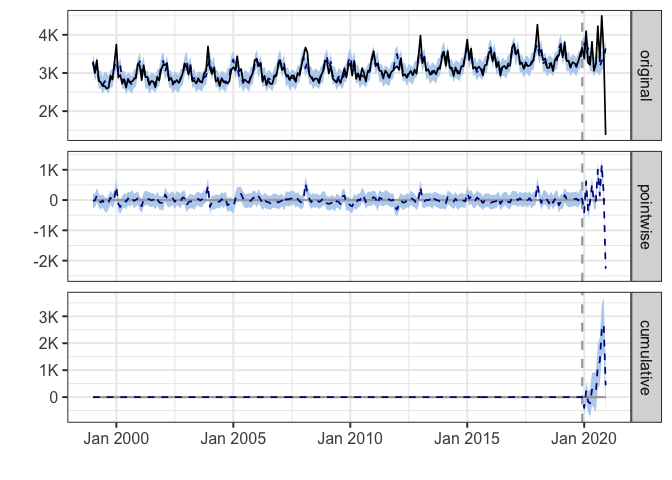 4K
3K
2K
original
1K
0
-1K
-2K
pointwise
3K
2K
1K
0
cumulative
Jan 2000 Jan 2005 Jan 2010 Jan 2015 Jan 2020